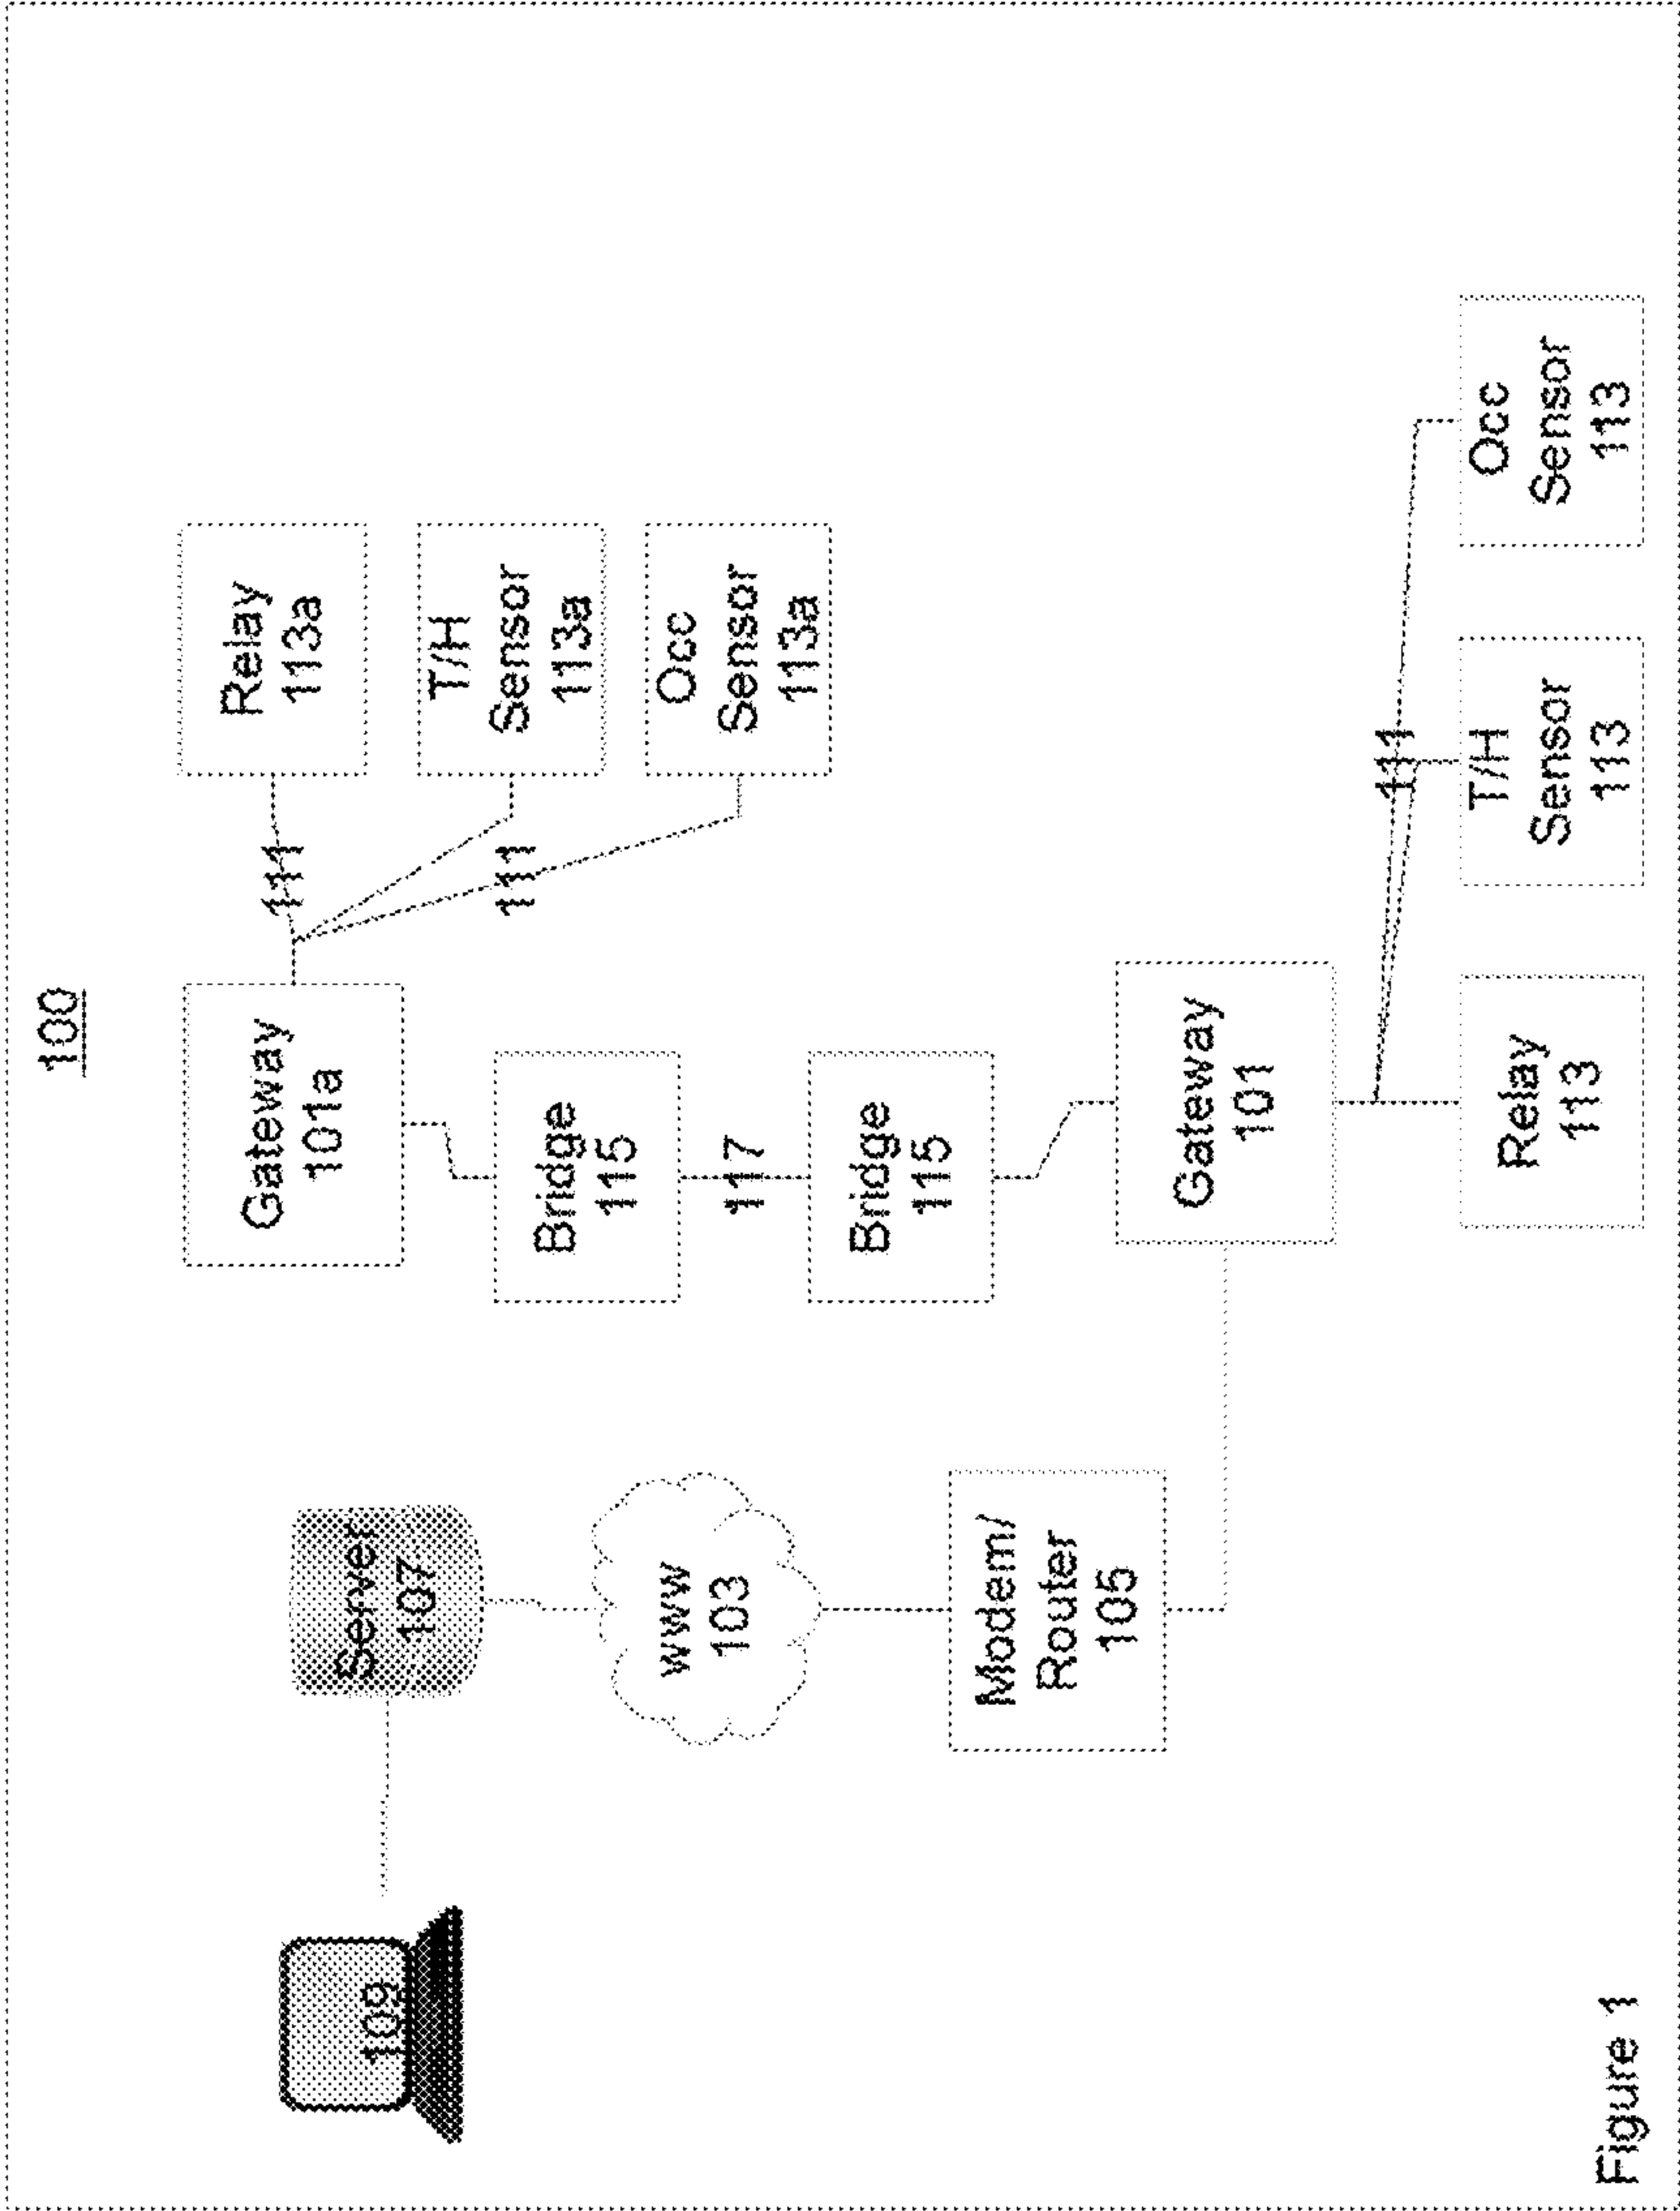 100
109
Server
107
www
103
Modem/
Router
105
Gateway
101a
Bridge
115
117
Bridge
115
Gateway
101
111
111
Relay
113a
T/H
Sensor
113a
Occ
Sensor
113a
111
Relay
113
T/H
Sensor
113
Occ
Sensor
113
Figure 1